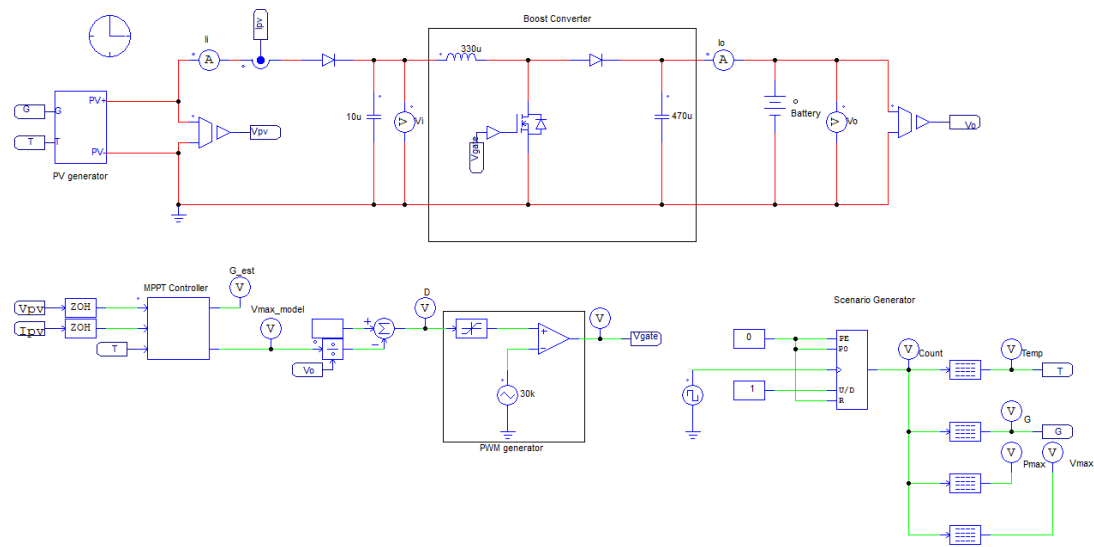 Boost Converter
Ipv
Ii
A
330u
Io
A
PV+
G
G
T
T
PV-
PV generator
Vpv
10u
V
Vi
Vgate
470u
Battery
V
Vo
Vo
MPPT Controller
G_est
V
Vpv
ZOH
Ipv
ZOH
T
Vmax_model
V
Vo
D
V
V
Vgate
30k
PWM generator
Scenario Generator
0
1
PE
P0
U/D
R
V
Count
V
Temp
T
V
G
G
V
Pmax
V
Vmax